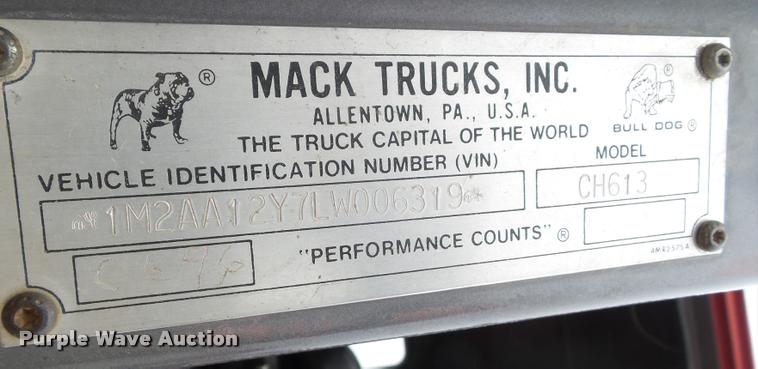 MACK TRUCKS, INC.
ALLENTOWN, PA., U.S.A.
THE TRUCK CAPITAL OF THE WORLD
BULL DOG ®
VEHICLE IDENTIFICATION NUMBER (VIN)
MODEL
1M2AA12Y7LW006319
CH613
"PERFORMANCE COUNTS" ®
4MR2575A
Purple Wave Auction